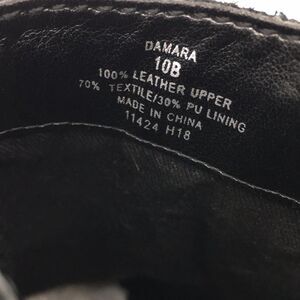 DAMARA
10B
100% LEATHER UPPER
70% TEXTILE/30% PU LINING
MADE IN CHINA
11424 H18